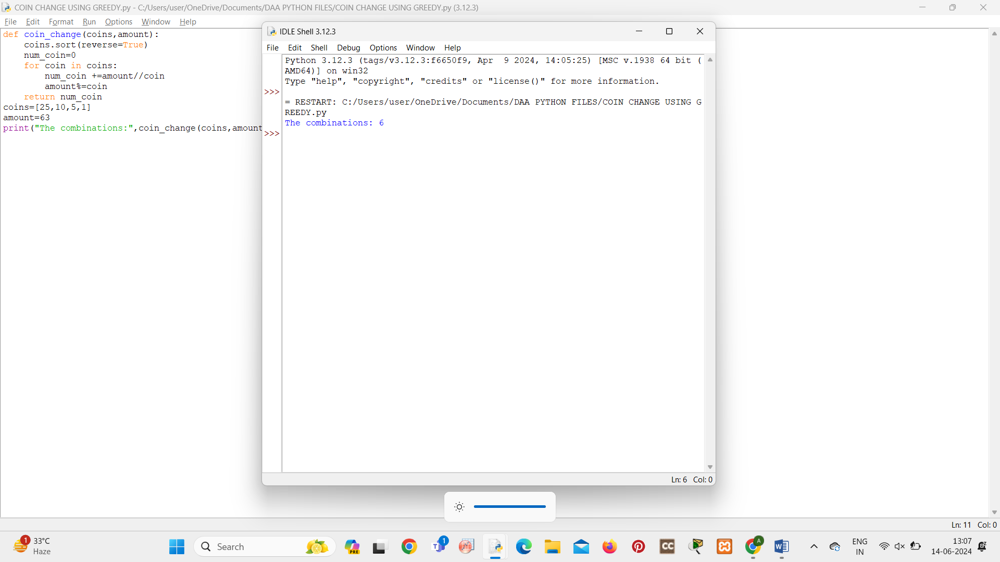 COIN CHANGE USING GREEDY.py - C:/Users/user/OneDrive/Documents/DAA PYTHON FILES/COIN CHANGE USING GREEDY.py (3.12.3)
File Edit Format Run Options Window Help
def coin_change(coins,amount):
    coins.sort(reverse=True)
    num_coin=0
    for coin in coins:
        num_coin +=amount//coin
        amount%=coin
    return num_coin
coins=[25,10,5,1]
amount=63
print("The combinations:",coin_change(coins,amount
IDLE Shell 3.12.3
File Edit Shell Debug Options Window Help
Python 3.12.3 (tags/v3.12.3:f6650f9, Apr  9 2024, 14:05:25) [MSC v.1938 64 bit (
AMD64)] on win32
Type "help", "copyright", "credits" or "license()" for more information.
>>>
= RESTART: C:/Users/user/OneDrive/Documents/DAA PYTHON FILES/COIN CHANGE USING G
REEDY.py
The combinations: 6
>>>
Ln: 6 Col: 0
Ln: 11 Col: 0
1
33°C
Haze
Search
PRE
T
1
CC
A
W
ENG
IN
13:07
14-06-2024